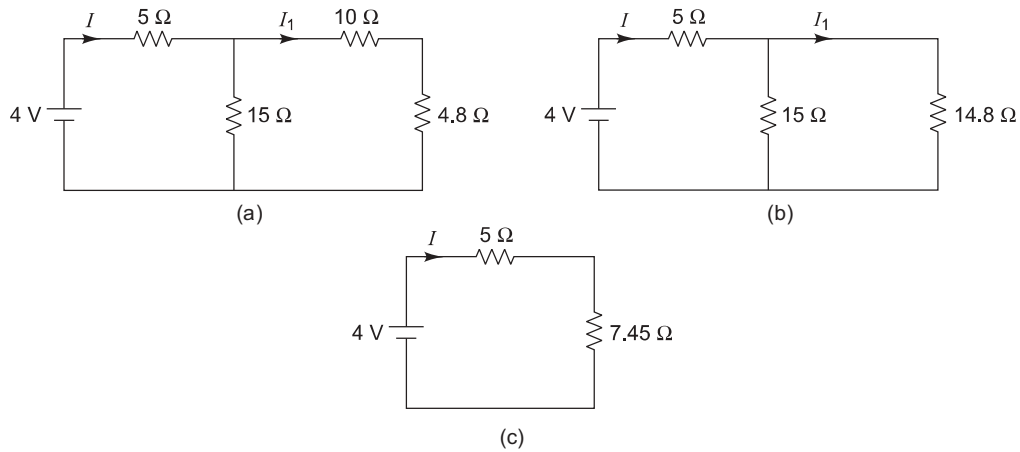 I 5 Ω I₁ 10 Ω
4 V 15 Ω 4.8 Ω
(a)
I 5 Ω I₁
4 V 15 Ω 14.8 Ω
(b)
I 5 Ω
4 V 7.45 Ω
(c)